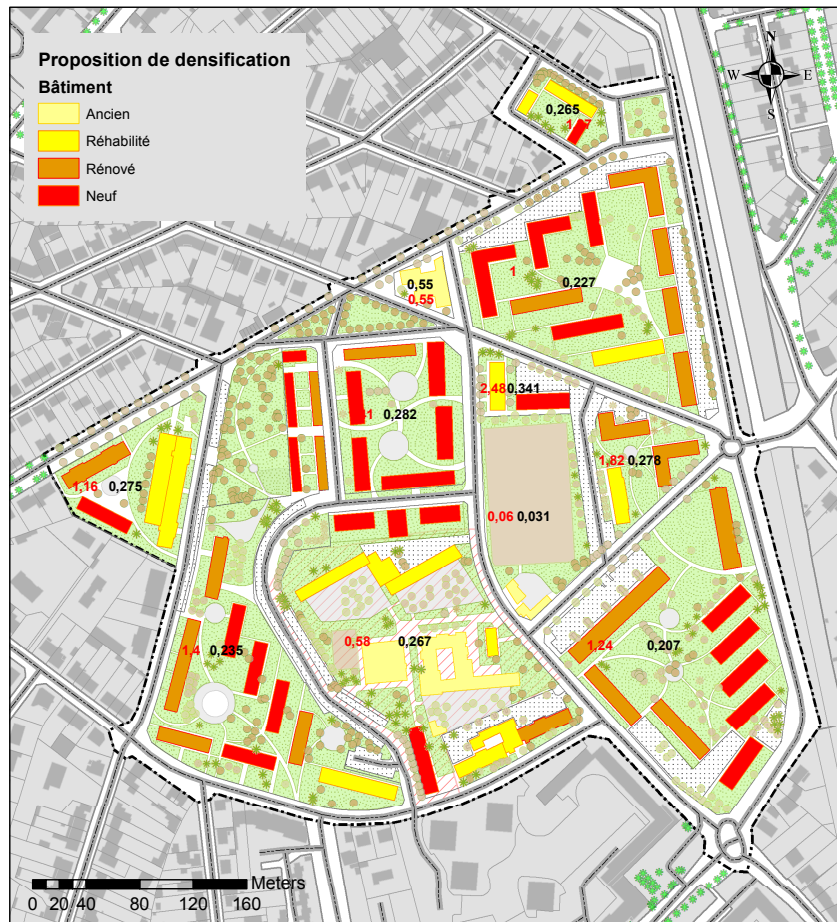 Proposition de densification
Bâtiment
Ancien
Réhabilité
Rénové
Neuf
N
W E
S
0,265
1
0,227
0,55
0,55
2,48 0,341
0,282
1,82 0,278
1,16 0,275
0,06 0,031
0,58 0,267
1,4 0,235
1,24 0,207
Meters
0 20 40 80 120 160